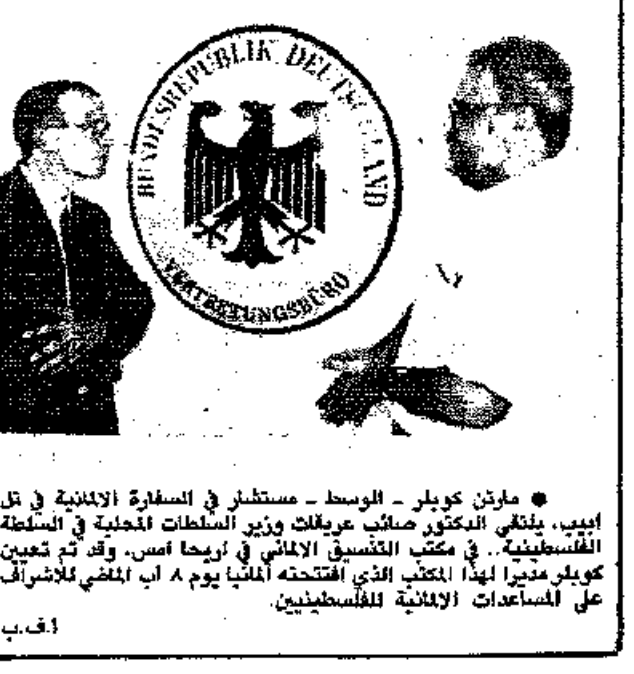 BUNDESREPUBLIK DEUTSCHLAND
VERTRETUNGSBÜRO
● مارتن كوبلر - الوسط - مستشار في السفارة الالمانية في تل
ابيب، يلتقي الدكتور صائب عريقات وزير السلطات المحلية في السلطة
الفلسطينية.. في مكتب التنسيق الالماني في اريحا امس. وقد تم تعيين
كوبلر مديرا لهذا المكتب الذي افتتحته المانيا يوم ٨ آب الماضي للاشراف
على المساعدات الالمانية للفلسطينيين.
أ.ف.ب